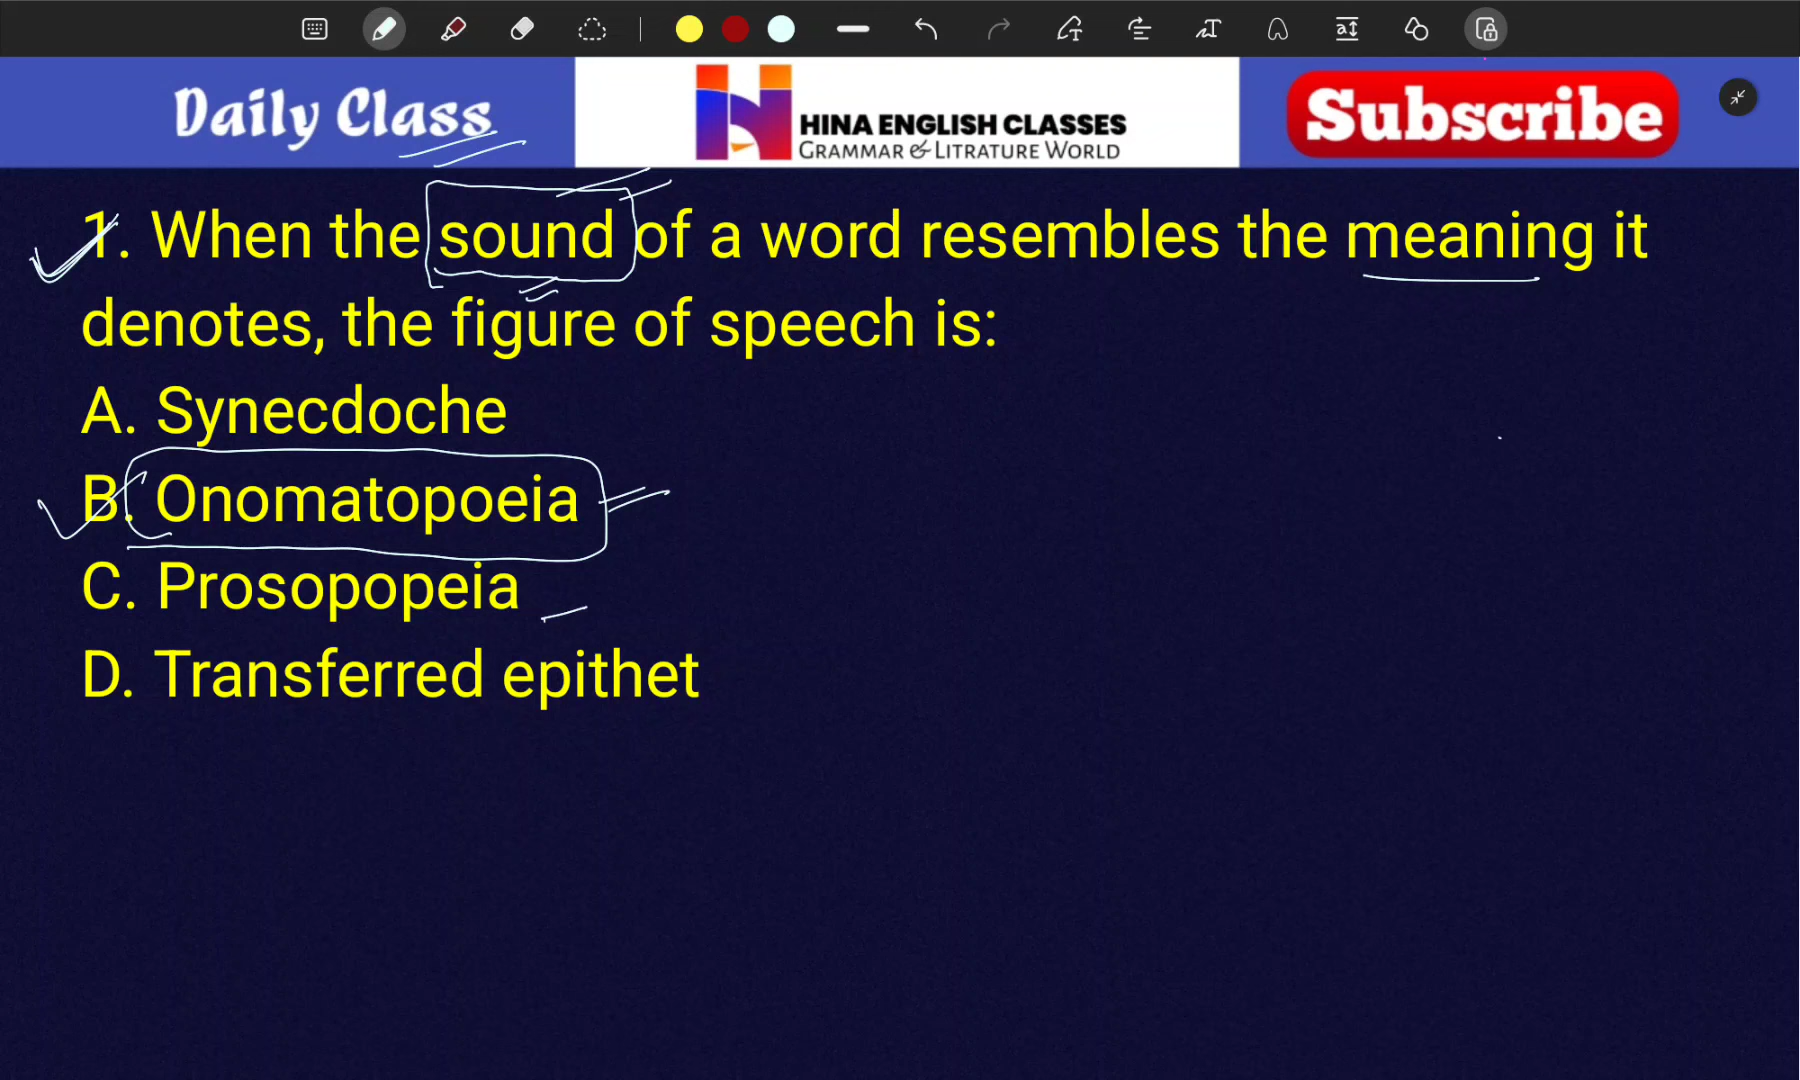 Daily Class
HINA ENGLISH CLASSES
GRAMMAR & LITRATURE WORLD
Subscribe
1. When the sound of a word resembles the meaning it
denotes, the figure of speech is:
A. Synecdoche
B. Onomatopoeia
C. Prosopopeia
D. Transferred epithet